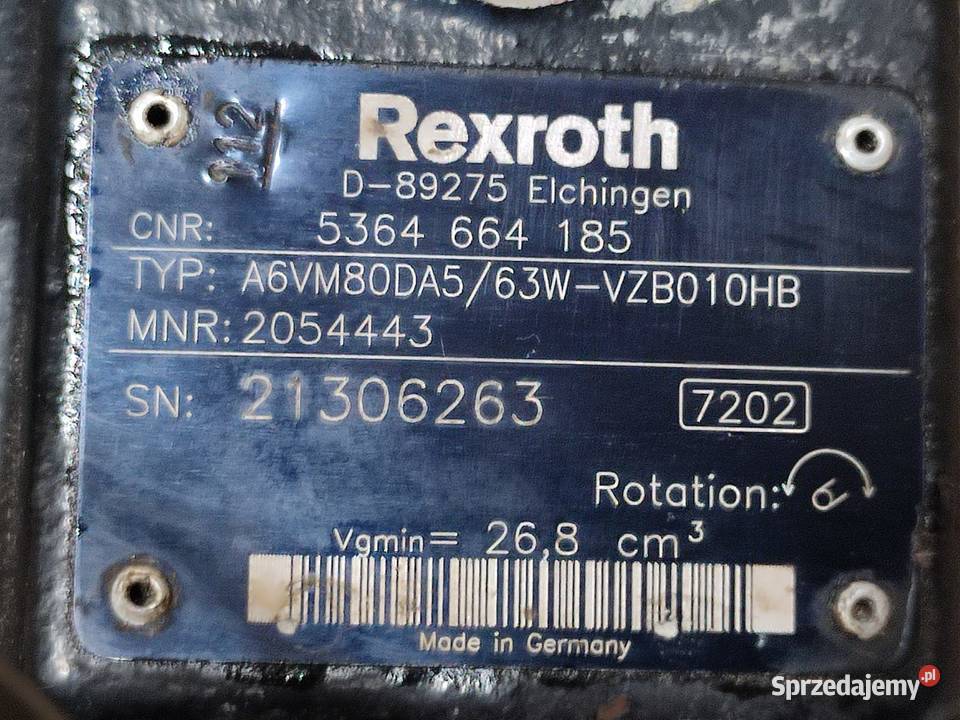 112
Rexroth
D-89275 Elchingen
CNR: 5364 664 185
TYP: A6VM80DA5/63W-VZB010HB
MNR: 2054443
SN: 21306263 7202
Rotation:
Vgmin= 26,8 cm³
Made in Germany
Sprzedajemy.pl